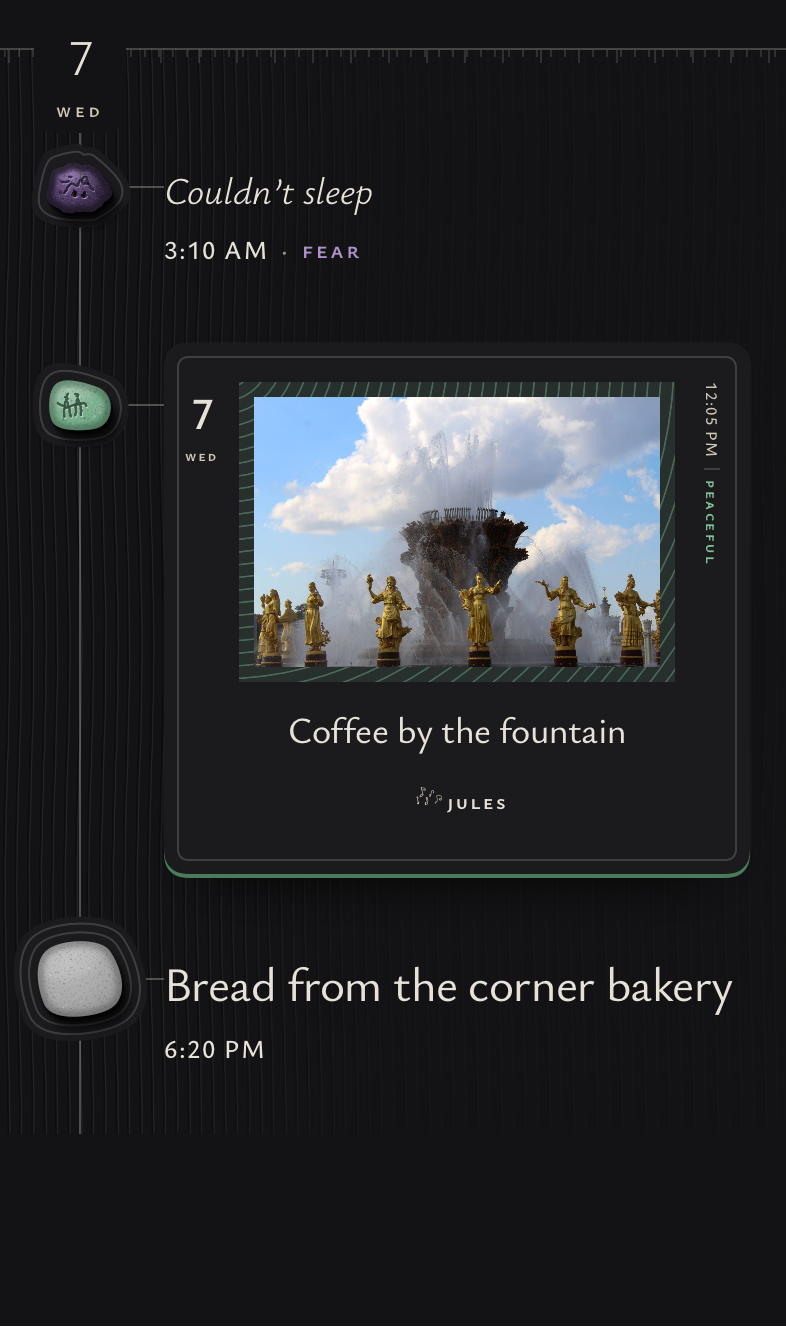 7
WED
Couldn’t sleep
3:10 AM · FEAR
7
WED
12:05 PM | PEACEFUL
Coffee by the fountain
JULES
Bread from the corner bakery
6:20 PM